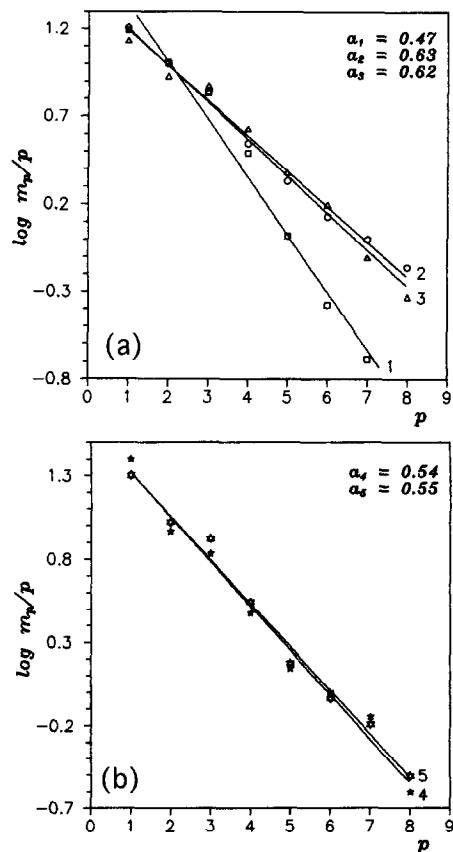 a₁ = 0.47
a₂ = 0.63
a₃ = 0.62
log mₚ/p
1.2
0.7
0.2
−0.3
−0.8
2
3
1
(a)
0 1 2 3 4 5 6 7 8 9
p
a₄ = 0.54
a₅ = 0.55
log mₚ/p
1.3
0.8
0.3
−0.2
−0.7
5
4
(b)
0 1 2 3 4 5 6 7 8 9
p